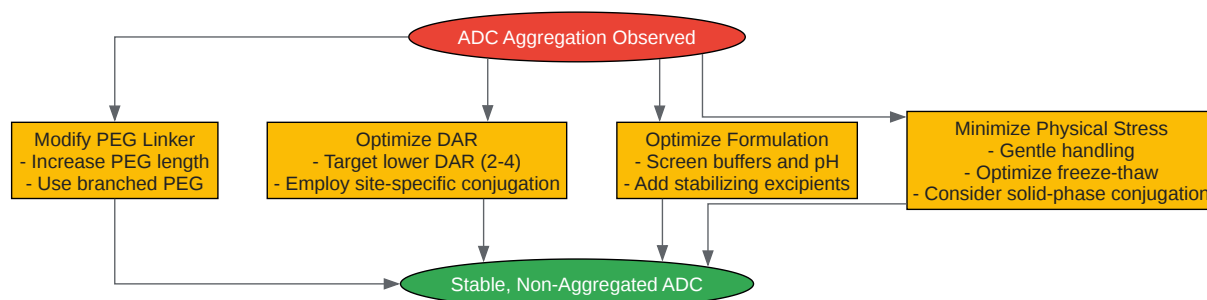 ADC Aggregation Observed
Modify PEG Linker
- Increase PEG length
- Use branched PEG
Optimize DAR
- Target lower DAR (2-4)
- Employ site-specific conjugation
Optimize Formulation
- Screen buffers and pH
- Add stabilizing excipients
Minimize Physical Stress
- Gentle handling
- Optimize freeze-thaw
- Consider solid-phase conjugation
Stable, Non-Aggregated ADC